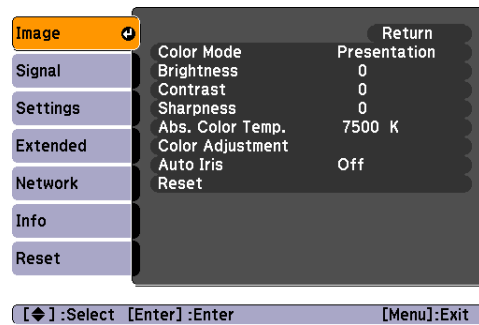 Image
Signal
Settings
Extended
Network
Info
Reset
Return
Color Mode Presentation
Brightness 0
Contrast 0
Sharpness 0
Abs. Color Temp. 7500 K
Color Adjustment
Auto Iris Off
Reset
[◆] :Select [Enter] :Enter [Menu]:Exit